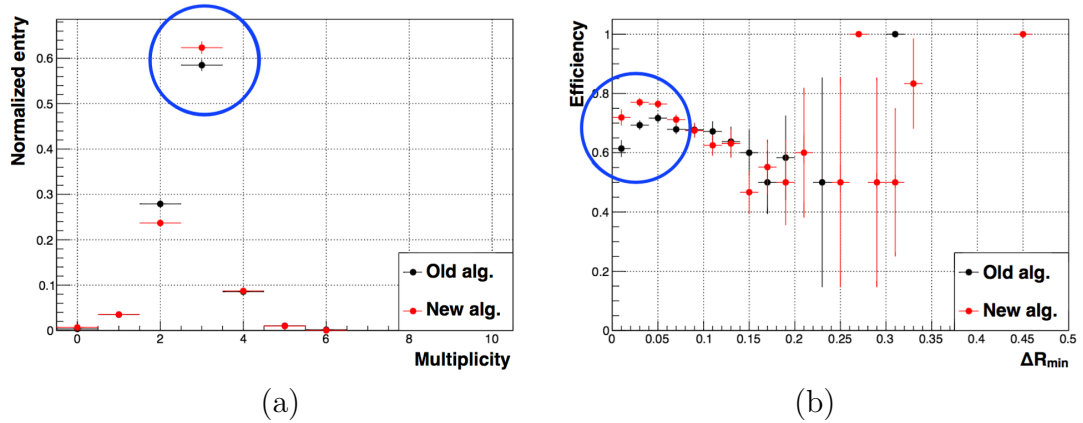 Normalized entry
0.6
0.5
0.4
0.3
0.2
0.1
0
0 2 4 6 8 10
Multiplicity
Old alg.
New alg.
(a)
Efficiency
1
0.8
0.6
0.4
0.2
0
0 0.05 0.1 0.15 0.2 0.25 0.3 0.35 0.4 0.45 0.5
ΔRmin
Old alg.
New alg.
(b)